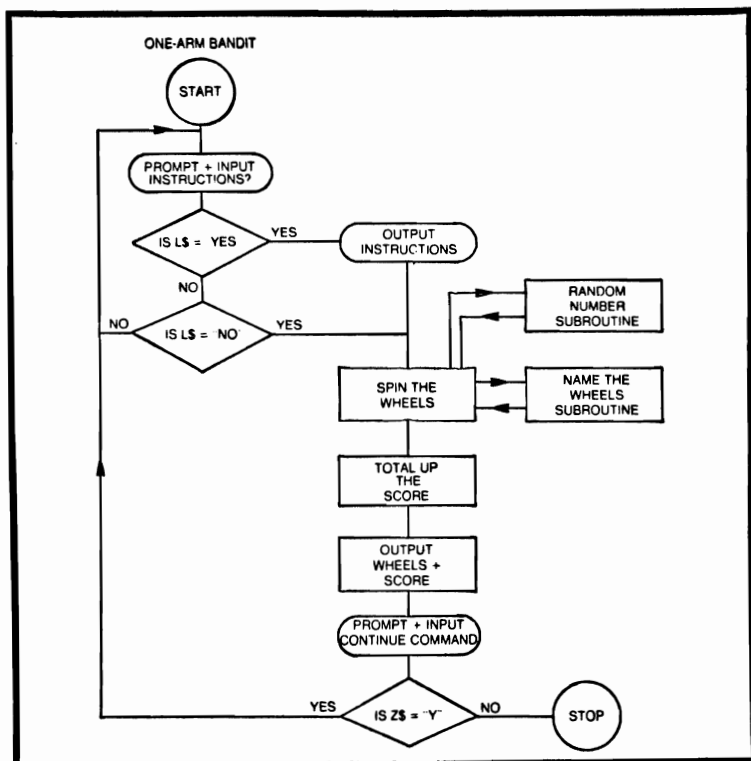 ONE-ARM BANDIT
START
PROMPT + INPUT
INSTRUCTIONS?
IS L$ = YES
YES
OUTPUT
INSTRUCTIONS
NO
RANDOM
NUMBER
SUBROUTINE
NO
IS L$ = "NO"
YES
SPIN THE
WHEELS
NAME THE
WHEELS
SUBROUTINE
TOTAL UP
THE
SCORE
OUTPUT
WHEELS +
SCORE
PROMPT + INPUT
CONTINUE COMMAND
YES
IS Z$ = "Y"
NO
STOP